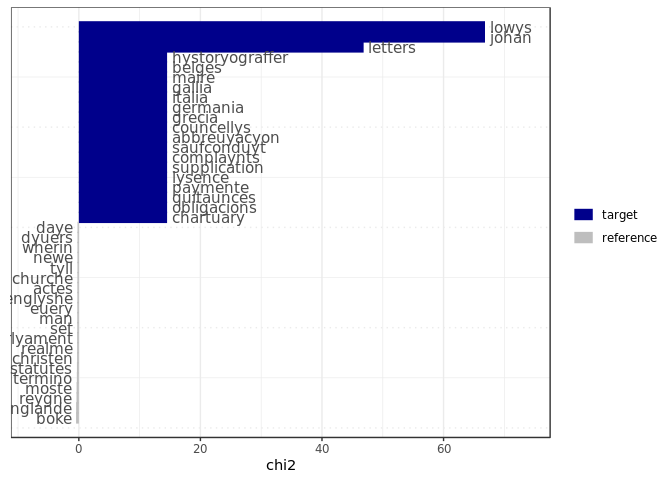 lowys
johan
letters
hystoryograffer
belges
maire
gallia
italia
germania
grecia
councellys
abbreuyacyon
saufconduyt
complaynts
supplication
lysence
paymente
quitaunces
obligacions
chartuary
daye
dyuers
wherin
newe
tyll
churche
actes
englyshe
euery
man
set
rlyament
realme
christen
statutes
termino
moste
reygne
nglande
boke
0 20 40 60
chi2
target
reference